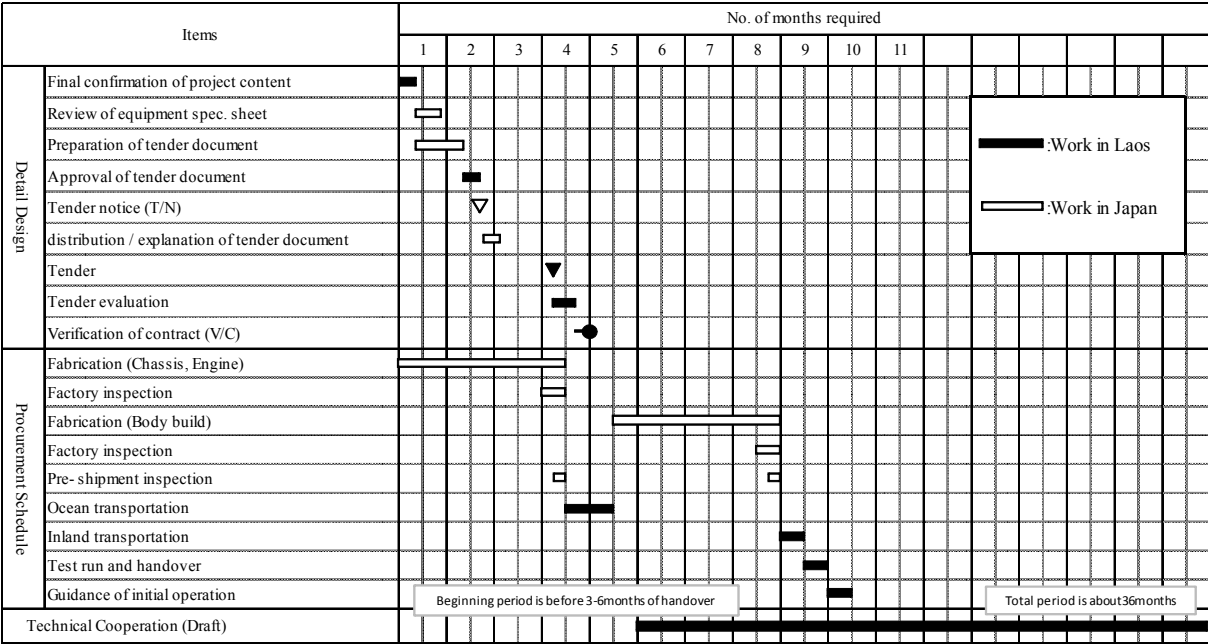 Items
No. of months required
1 2 3 4 5 6 7 8 9 10 11
Detail Design
Final confirmation of project content
Review of equipment spec. sheet
Preparation of tender document
Approval of tender document
Tender notice (T/N)
distribution / explanation of tender document
Tender
Tender evaluation
Verification of contract (V/C)
:Work in Laos
:Work in Japan
Procurement Schedule
Fabrication (Chassis, Engine)
Factory inspection
Fabrication (Body build)
Factory inspection
Pre- shipment inspection
Ocean transportation
Inland transportation
Test run and handover
Guidance of initial operation
Beginning period is before 3-6months of handover
Total period is about36months
Technical Cooperation (Draft)